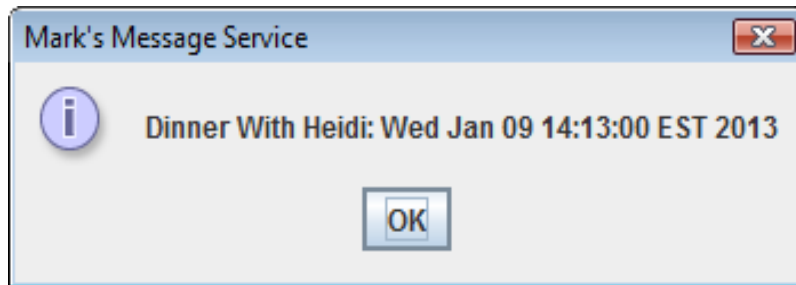 Mark's Message Service
Dinner With Heidi: Wed Jan 09 14:13:00 EST 2013
OK